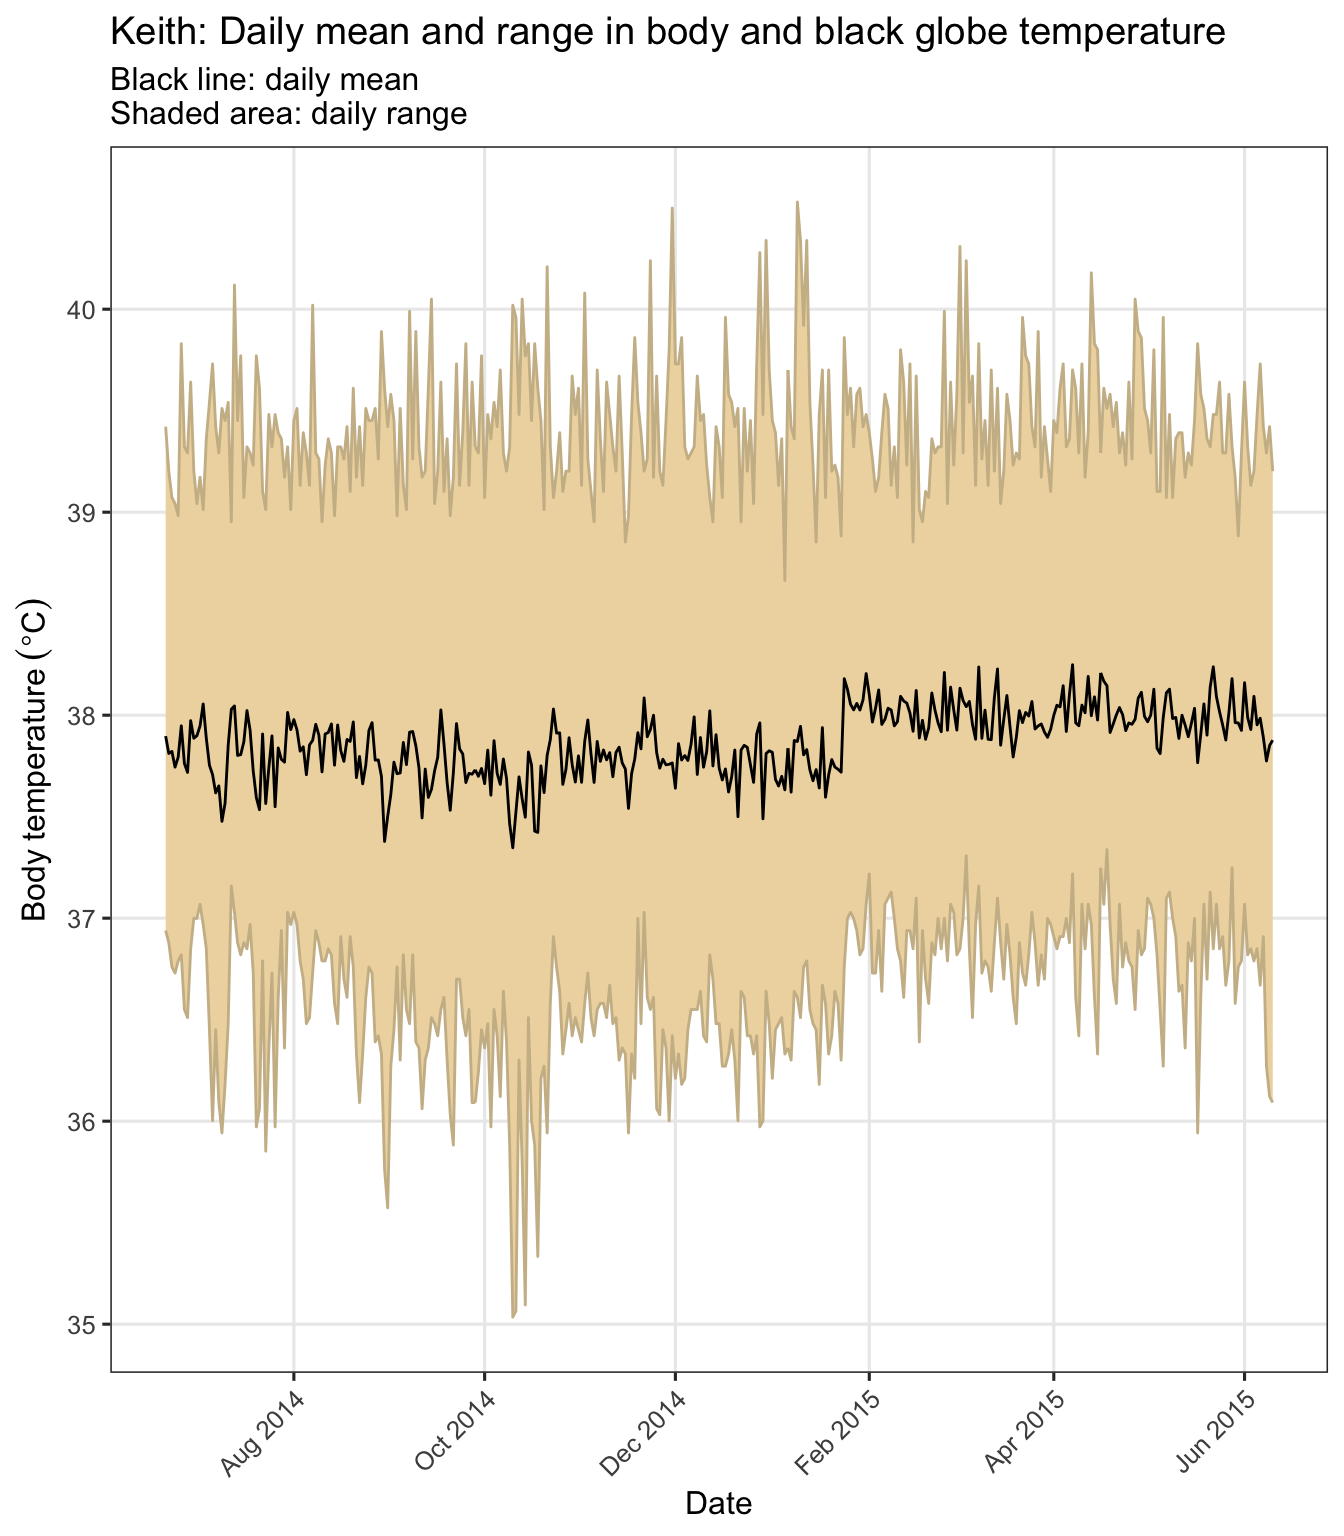 Keith: Daily mean and range in body and black globe temperature
Black line: daily mean
Shaded area: daily range
Body temperature (°C)
40
39
38
37
36
35
Aug 2014
Oct 2014
Dec 2014
Feb 2015
Apr 2015
Jun 2015
Date